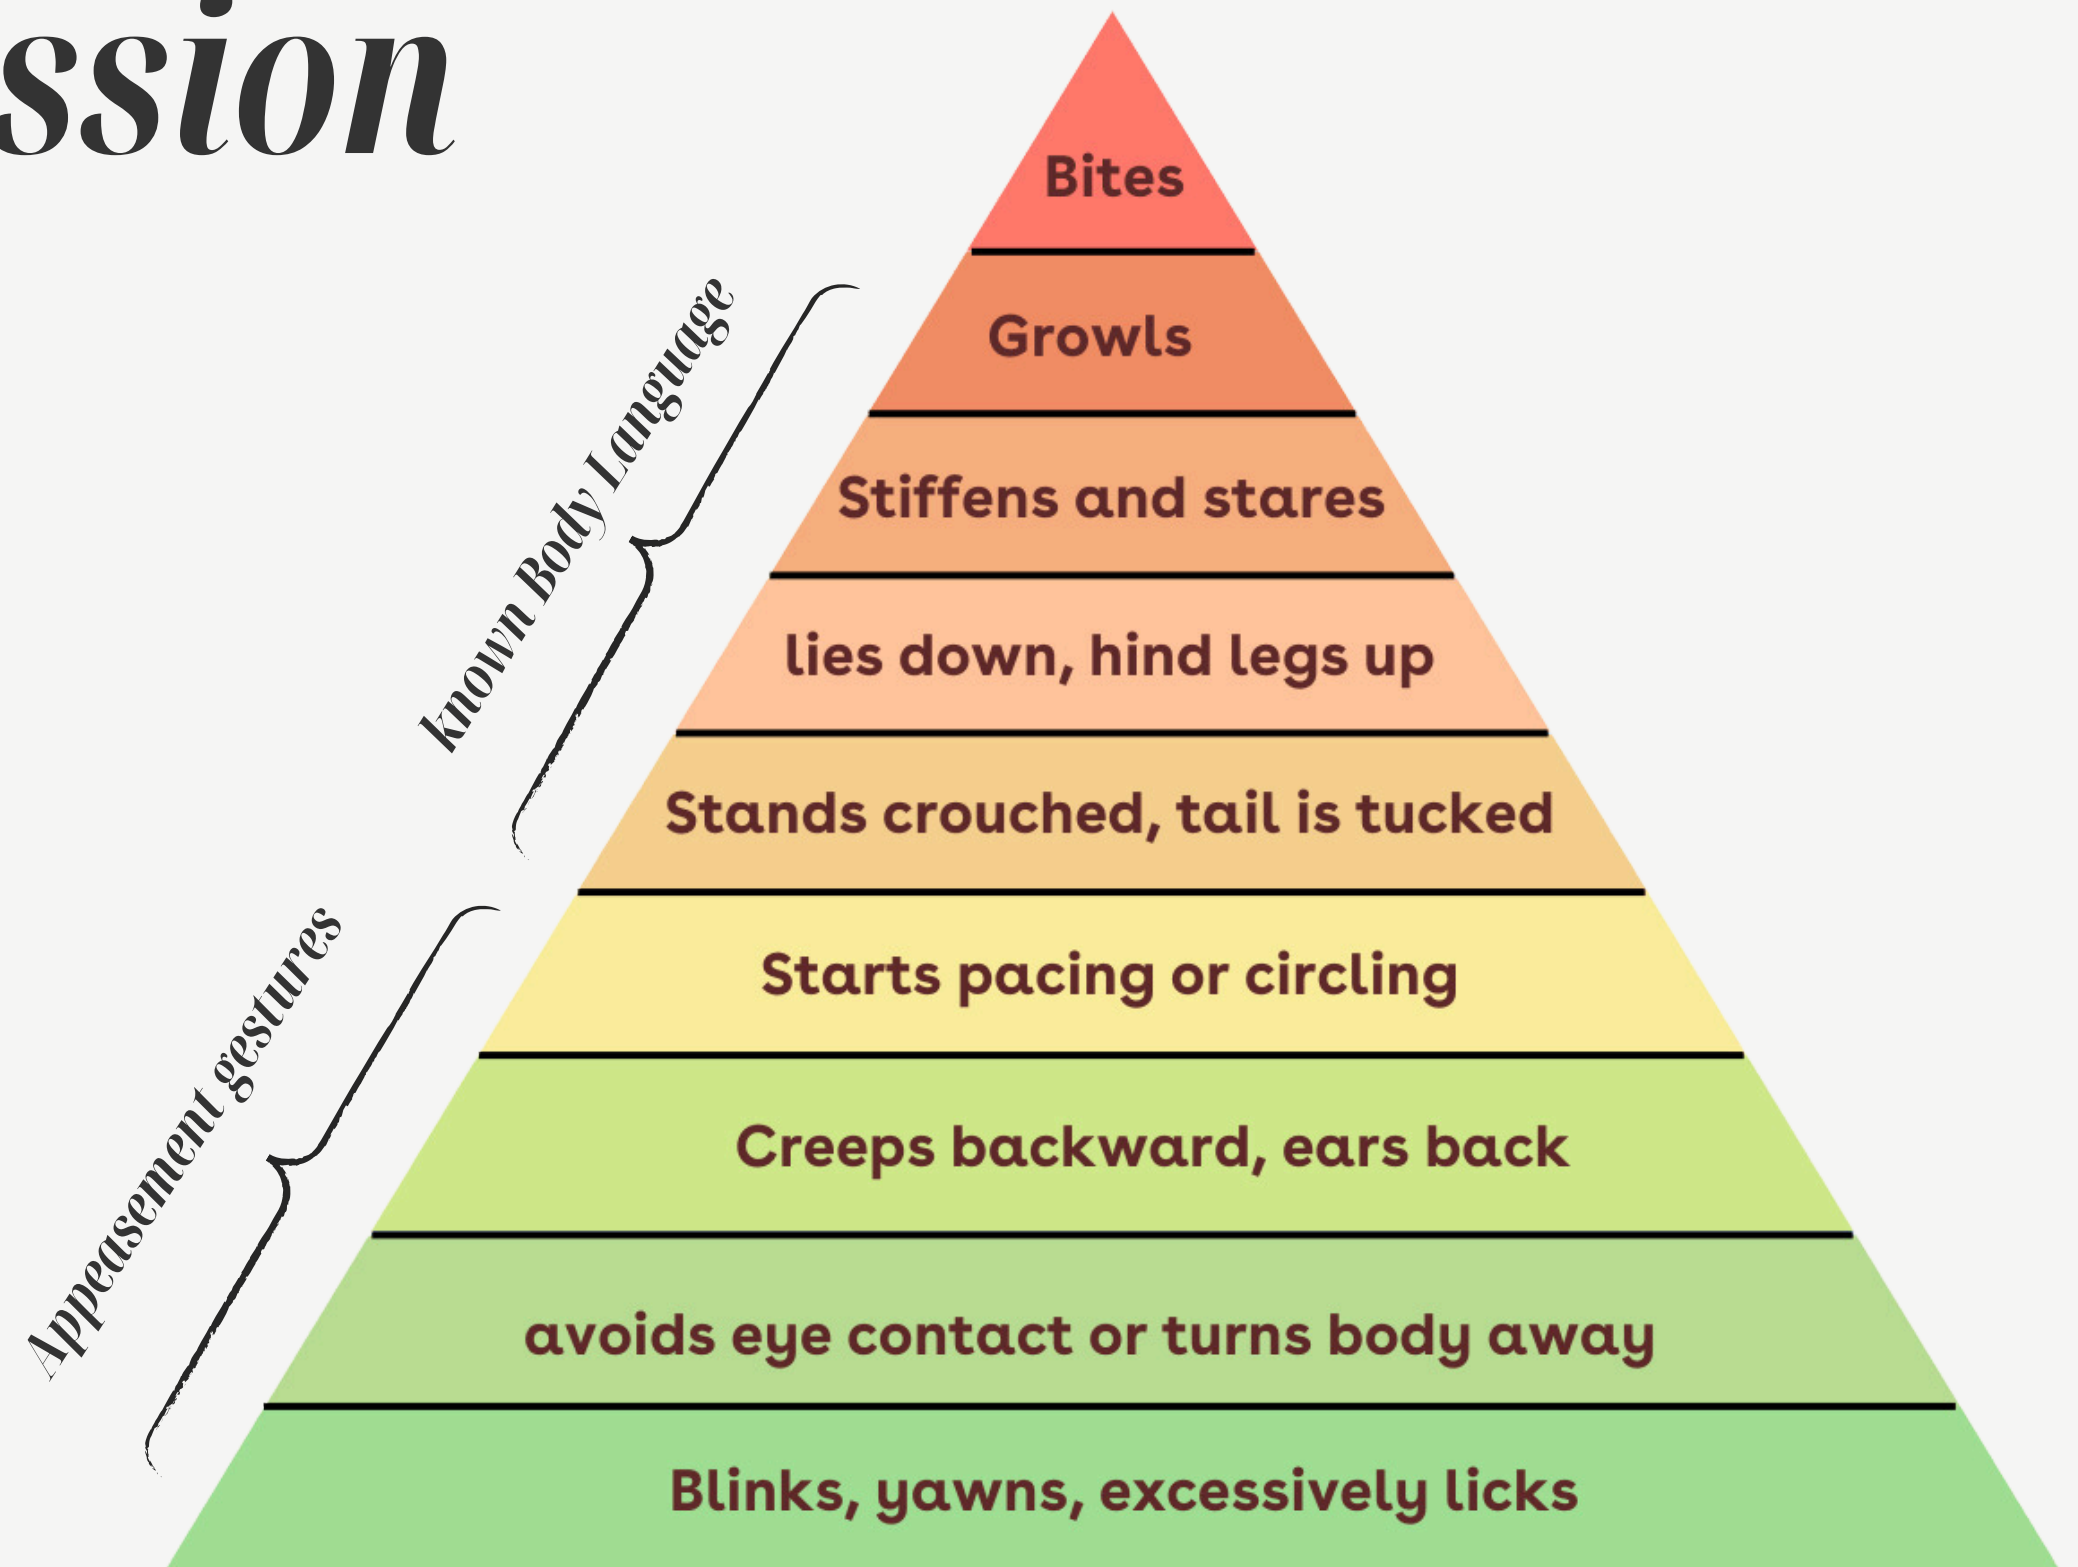 ssion
Bites
Growls
Stiffens and stares
lies down, hind legs up
Stands crouched, tail is tucked
known Body Language
Starts pacing or circling
Creeps backward, ears back
avoids eye contact or turns body away
Blinks, yawns, excessively licks
Appeasement gestures